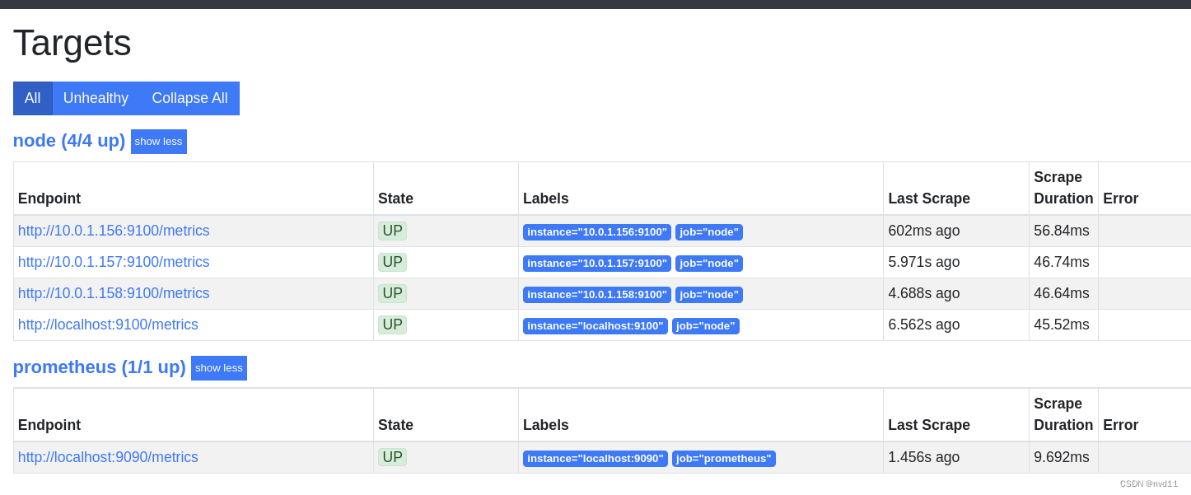 Targets
All Unhealthy Collapse All
node (4/4 up) show less
Endpoint State Labels Last Scrape Scrape Duration Error
http://10.0.1.156:9100/metrics UP instance="10.0.1.156:9100" job="node" 602ms ago 56.84ms
http://10.0.1.157:9100/metrics UP instance="10.0.1.157:9100" job="node" 5.971s ago 46.74ms
http://10.0.1.158:9100/metrics UP instance="10.0.1.158:9100" job="node" 4.688s ago 46.64ms
http://localhost:9100/metrics UP instance="localhost:9100" job="node" 6.562s ago 45.52ms
prometheus (1/1 up) show less
Endpoint State Labels Last Scrape Scrape Duration Error
http://localhost:9090/metrics UP instance="localhost:9090" job="prometheus" 1.456s ago 9.692ms
CSDN @nvd11